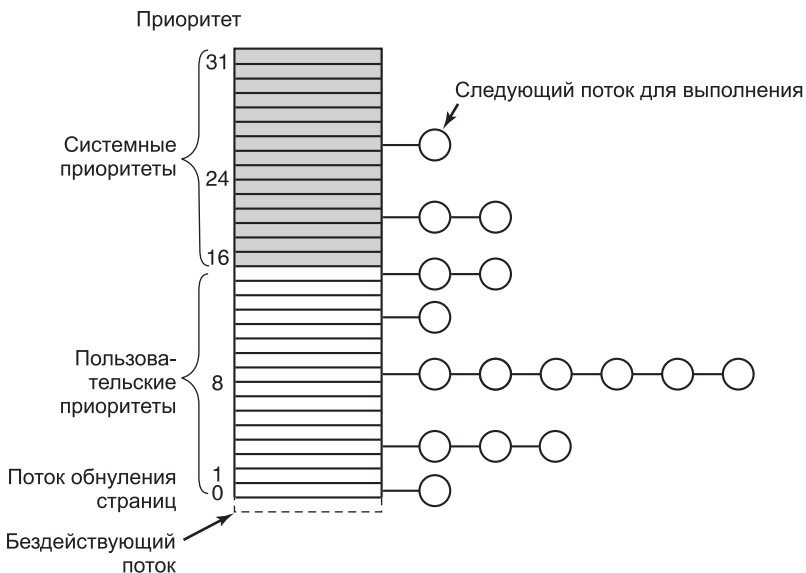 Приоритет
31
Следующий поток для выполнения
Системные
приоритеты
24
16
Пользова-
тельские
приоритеты
8
Поток обнуления
страниц
1
0
Бездействующий
поток